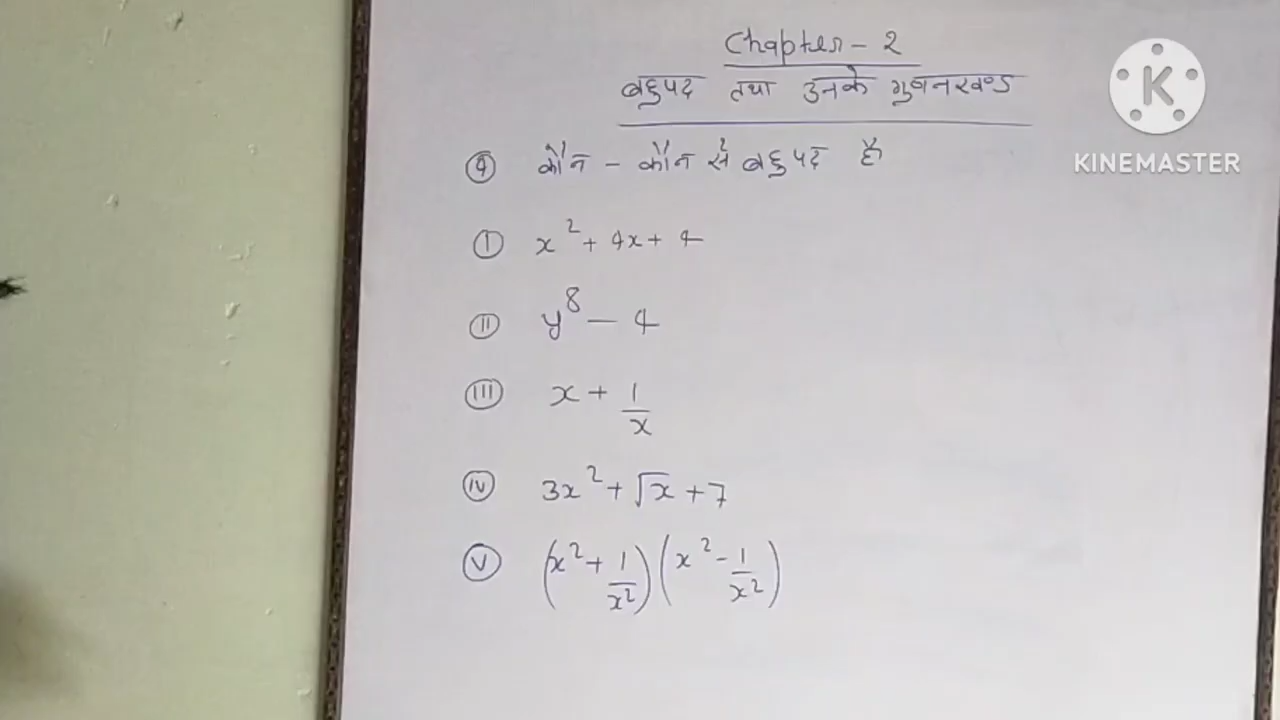 Chapter - 2
बहुपद तथा उनके गुणनखण्ड
KINEMASTER
Q कौन - कौन से बहुपद हैं
I x² + 4x + 4
II y⁸ - 4
III x + 1/x
IV 3x² + √x + 7
V (x² + 1/x²)(x² - 1/x²)